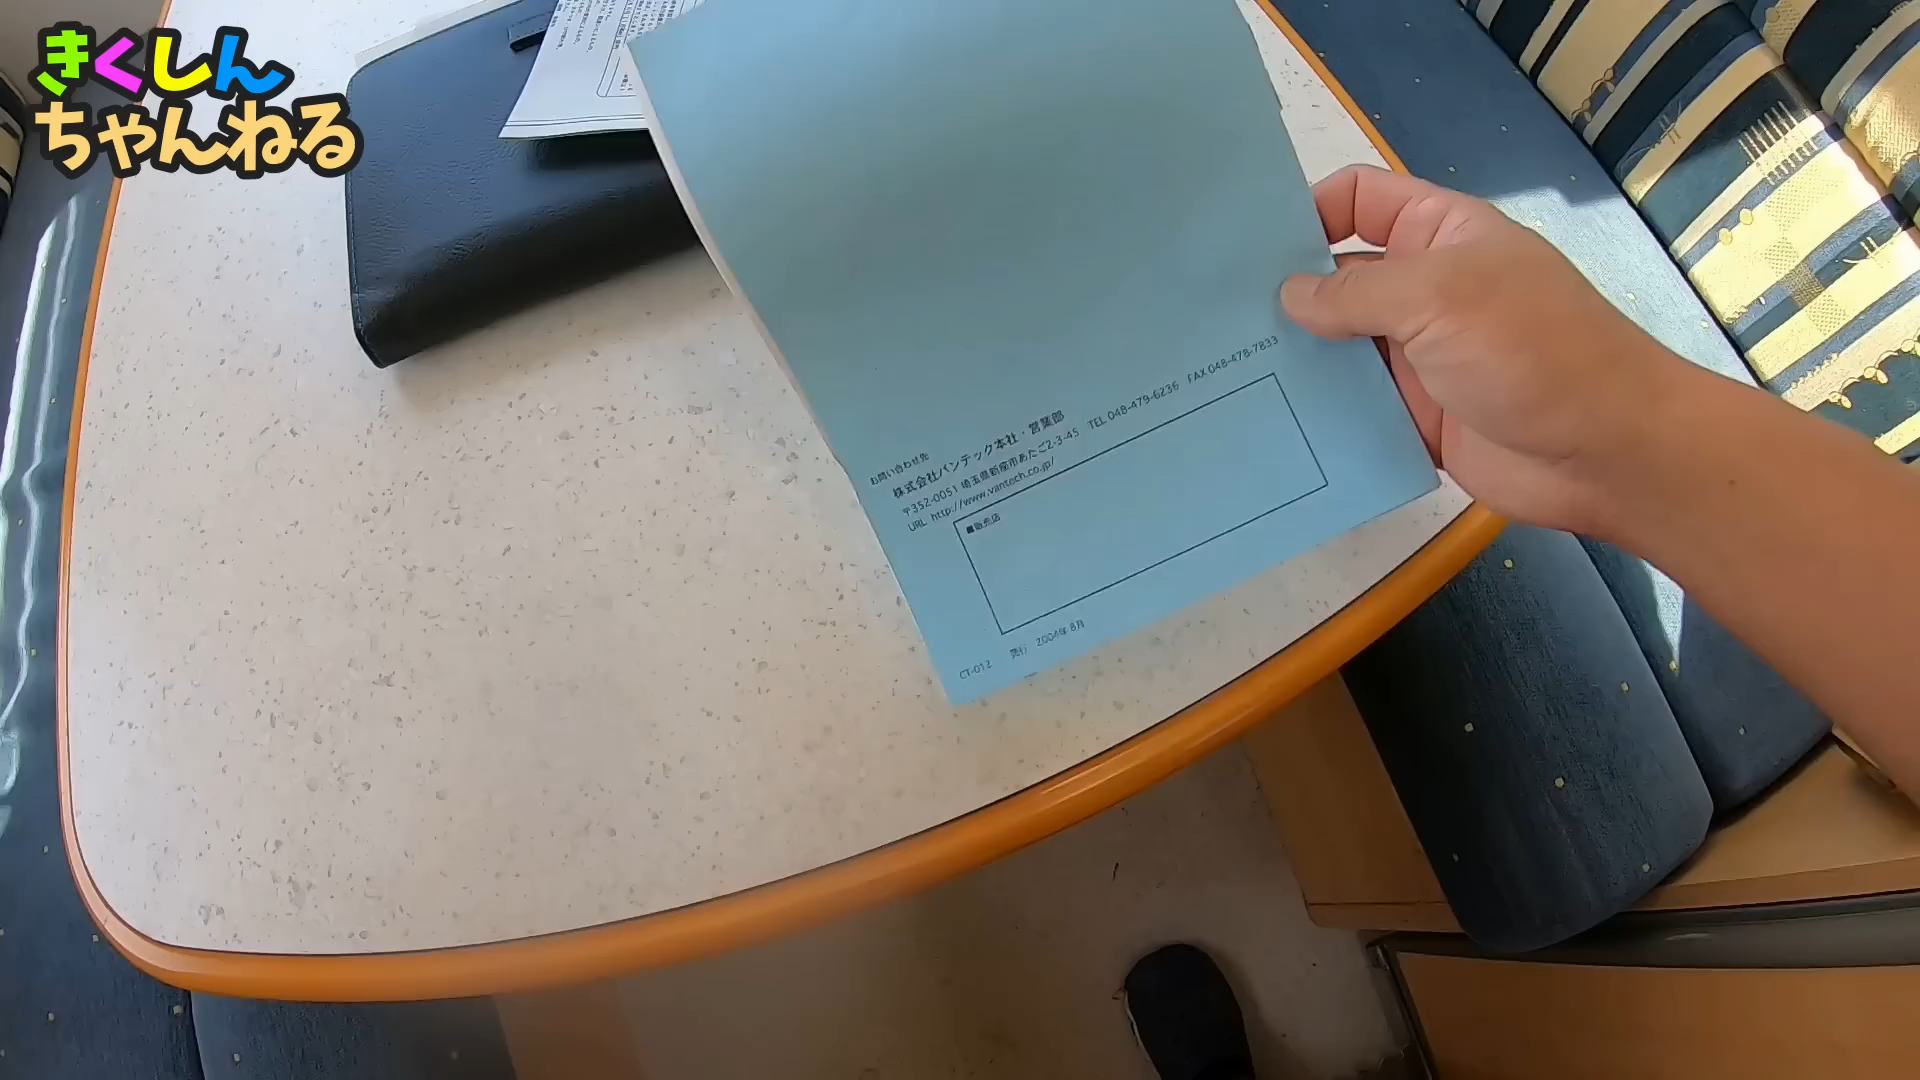 きくしん
ちゃんねる
お問い合わせ先
株式会社バンテック本社・営業部
〒352-0051 埼玉県新座市あたご2-3-45 TEL 048-479-6236 FAX 048-478-7833
URL http://www.vantech.co.jp/
■販売店
CT-012 発行 2004年 8月